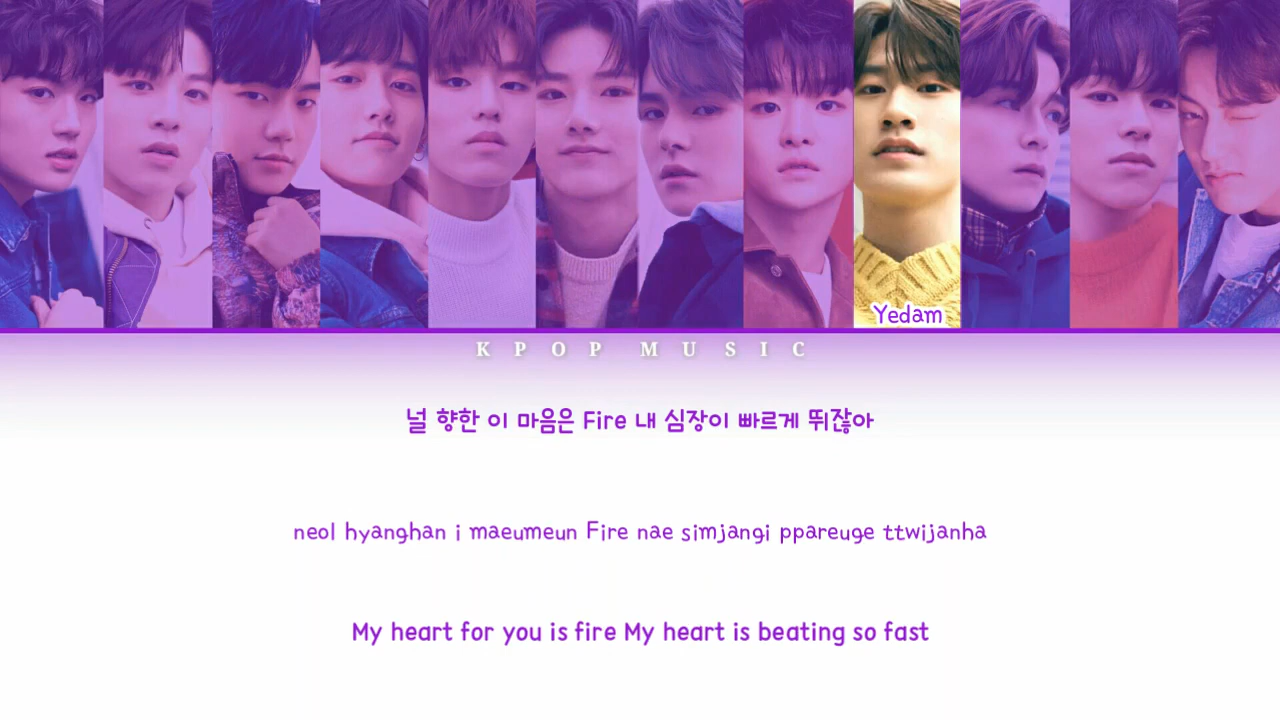 Yedam
KPOP MUSIC
널 향한 이 마음은 Fire 내 심장이 빠르게 뛰잖아
neol hyanghan i maeumeun Fire nae simjangi ppareuge ttwijanha
My heart for you is fire My heart is beating so fast